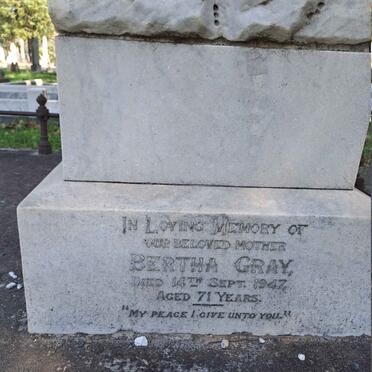 IN LOVING MEMORY OF
OUR BELOVED MOTHER
BERTHA GRAY,
DIED 14TH SEPT. 1947,
AGED 71 YEARS.
"MY PEACE I GIVE UNTO YOU."